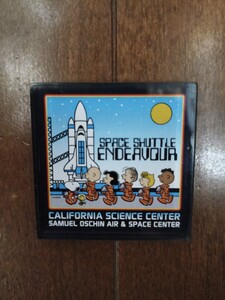 SPACE SHUTTLE
ENDEAVOUR
CALIFORNIA SCIENCE CENTER
SAMUEL OSCHIN AIR & SPACE CENTER